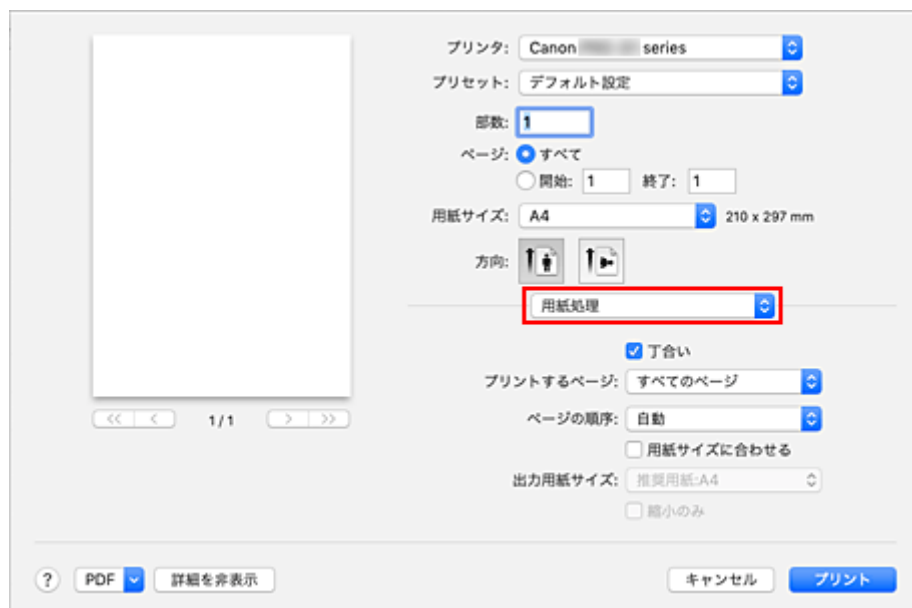 プリンタ: Canon series
プリセット: デフォルト設定
部数: 1
ページ: すべて
開始: 1 終了: 1
用紙サイズ: A4 210 x 297 mm
方向:
用紙処理
丁合い
プリントするページ: すべてのページ
<< < 1/1 > >>
ページの順序: 自動
用紙サイズに合わせる
出力用紙サイズ: 推奨用紙:A4
縮小のみ
? PDF 詳細を非表示 キャンセル プリント